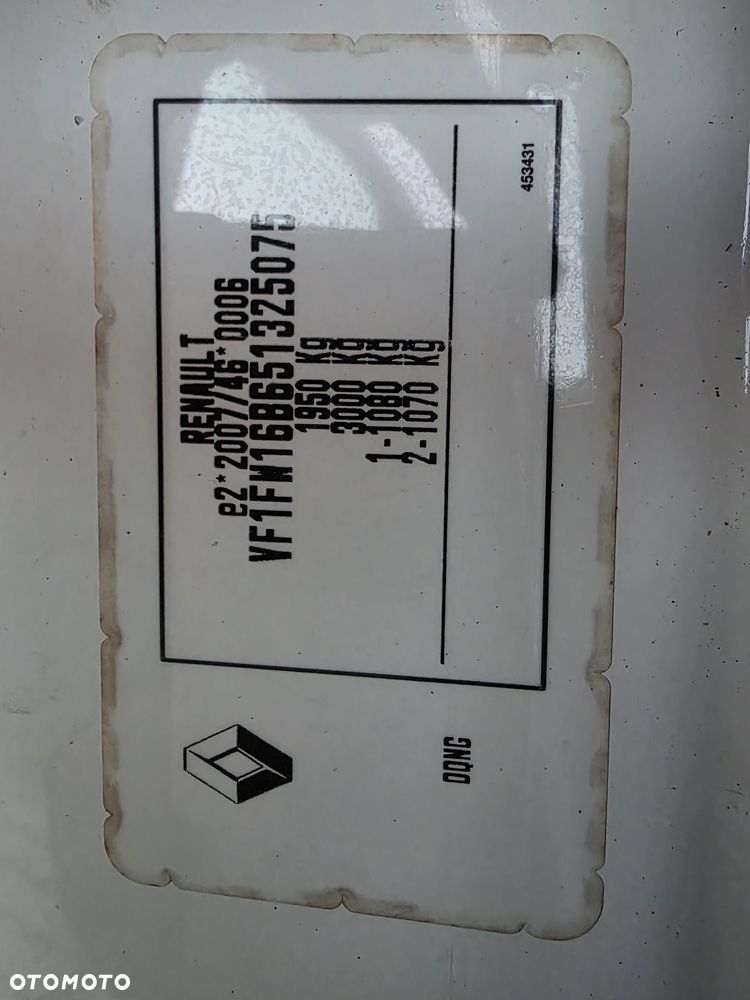 RENAULT
e2*2007/46*0006
VF1FW16B651325075
1950 Kg
3000 Kg
1-1080 Kg
2-1070 Kg
453431
DQNG
OTOMOTO